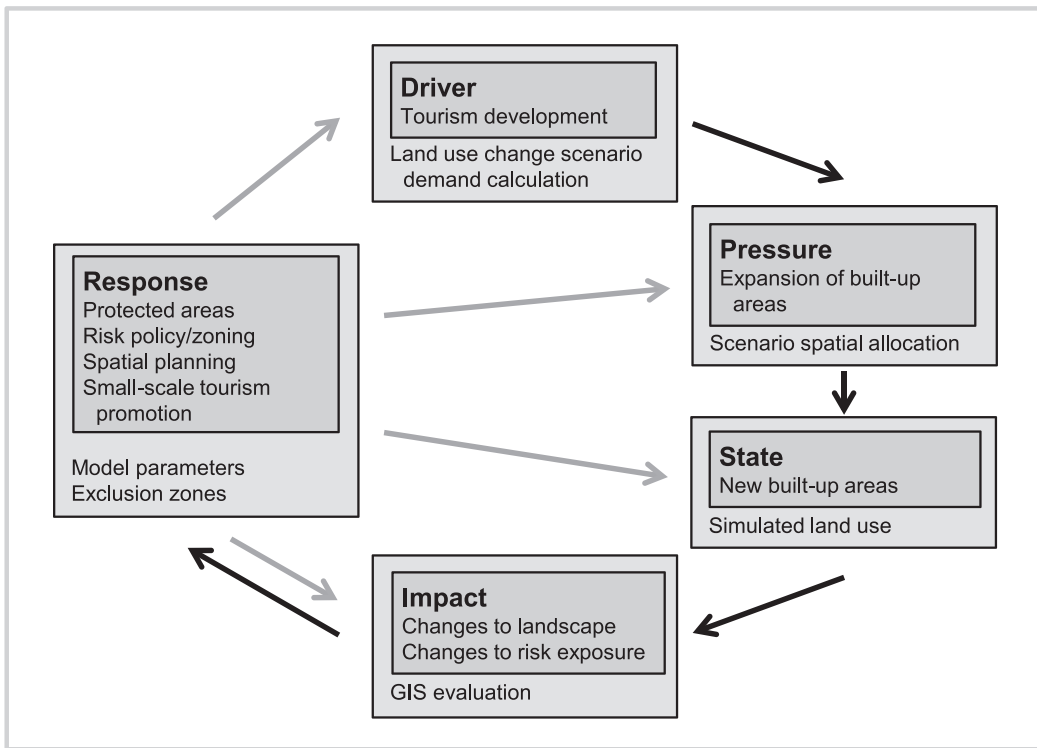 Driver
Tourism development
Land use change scenario
demand calculation
Pressure
Expansion of built-up
areas
Scenario spatial allocation
Response
Protected areas
Risk policy/zoning
Spatial planning
Small-scale tourism
promotion
Model parameters
Exclusion zones
State
New built-up areas
Simulated land use
Impact
Changes to landscape
Changes to risk exposure
GIS evaluation